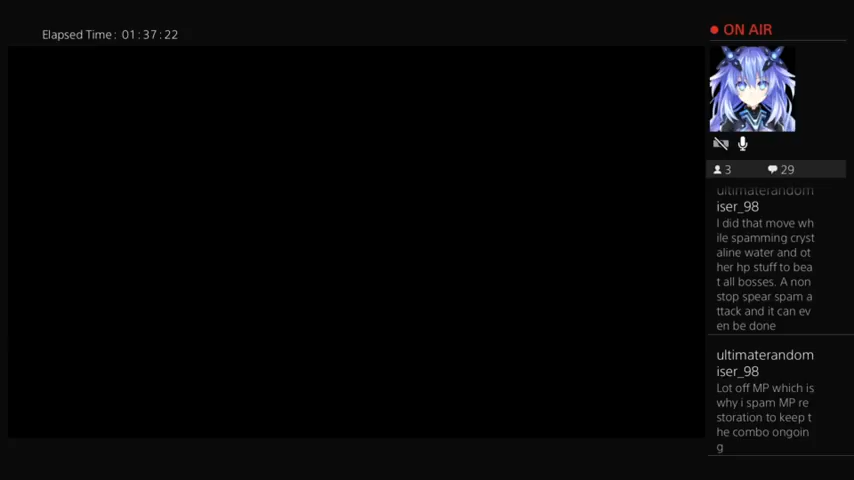 Elapsed Time: 01:37:22
ON AIR
3
29
ultimaterandom
iser_98
I did that move wh
ile spamming cryst
aline water and ot
her hp stuff to bea
t all bosses. A non
stop spear spam a
ttack and it can ev
en be done
ultimaterandom
iser_98
Lot off MP which is
why i spam MP re
storation to keep t
he combo ongoin
g